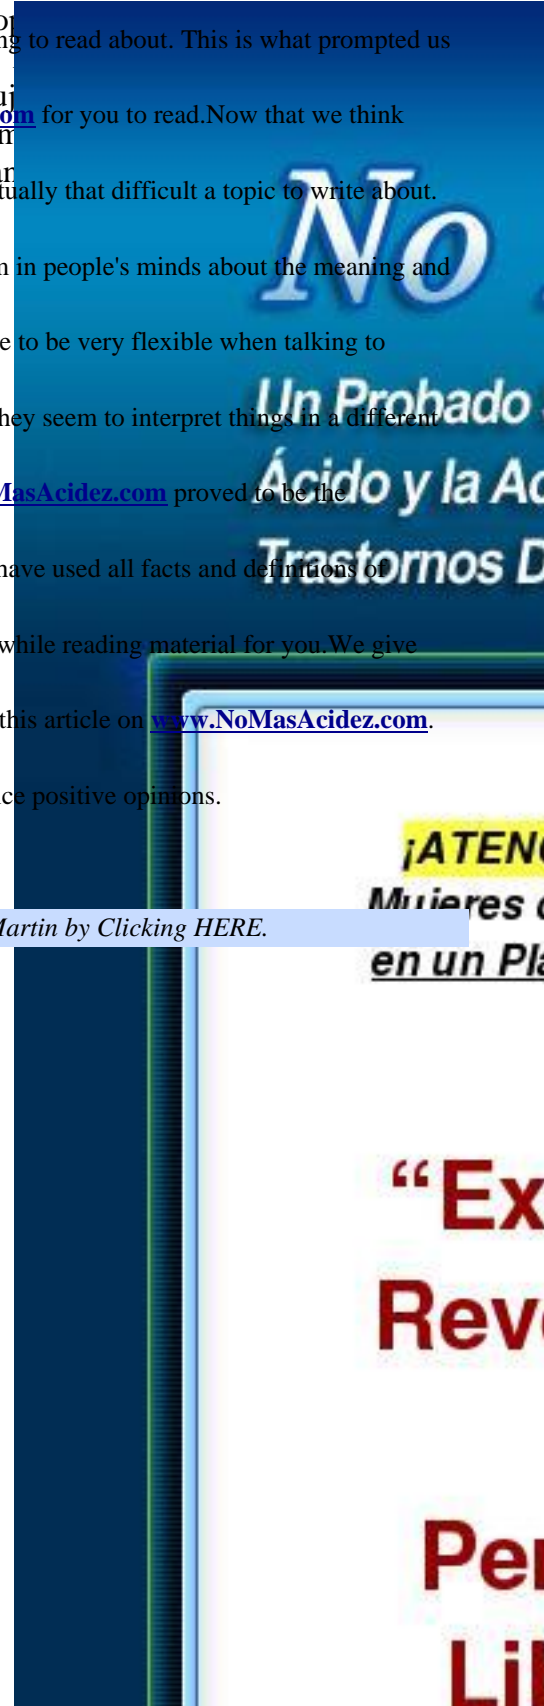 ng to read about. This is what prompted us
om for you to read.Now that we think
tually that difficult a topic to write about.
n in people's minds about the meaning and
e to be very flexible when talking to
hey seem to interpret things in a different
MasAcidez.com proved to be the
have used all facts and definitions of
while reading material for you.We give
this article on www.NoMasAcidez.com.
ce positive opinions.
Martin by Clicking HERE.
No
Un Probado
Ácido y la Ac
Trastornos D
¡ATENC
Mujeres
en un Pla
“Ex
Reve
Per
Lib